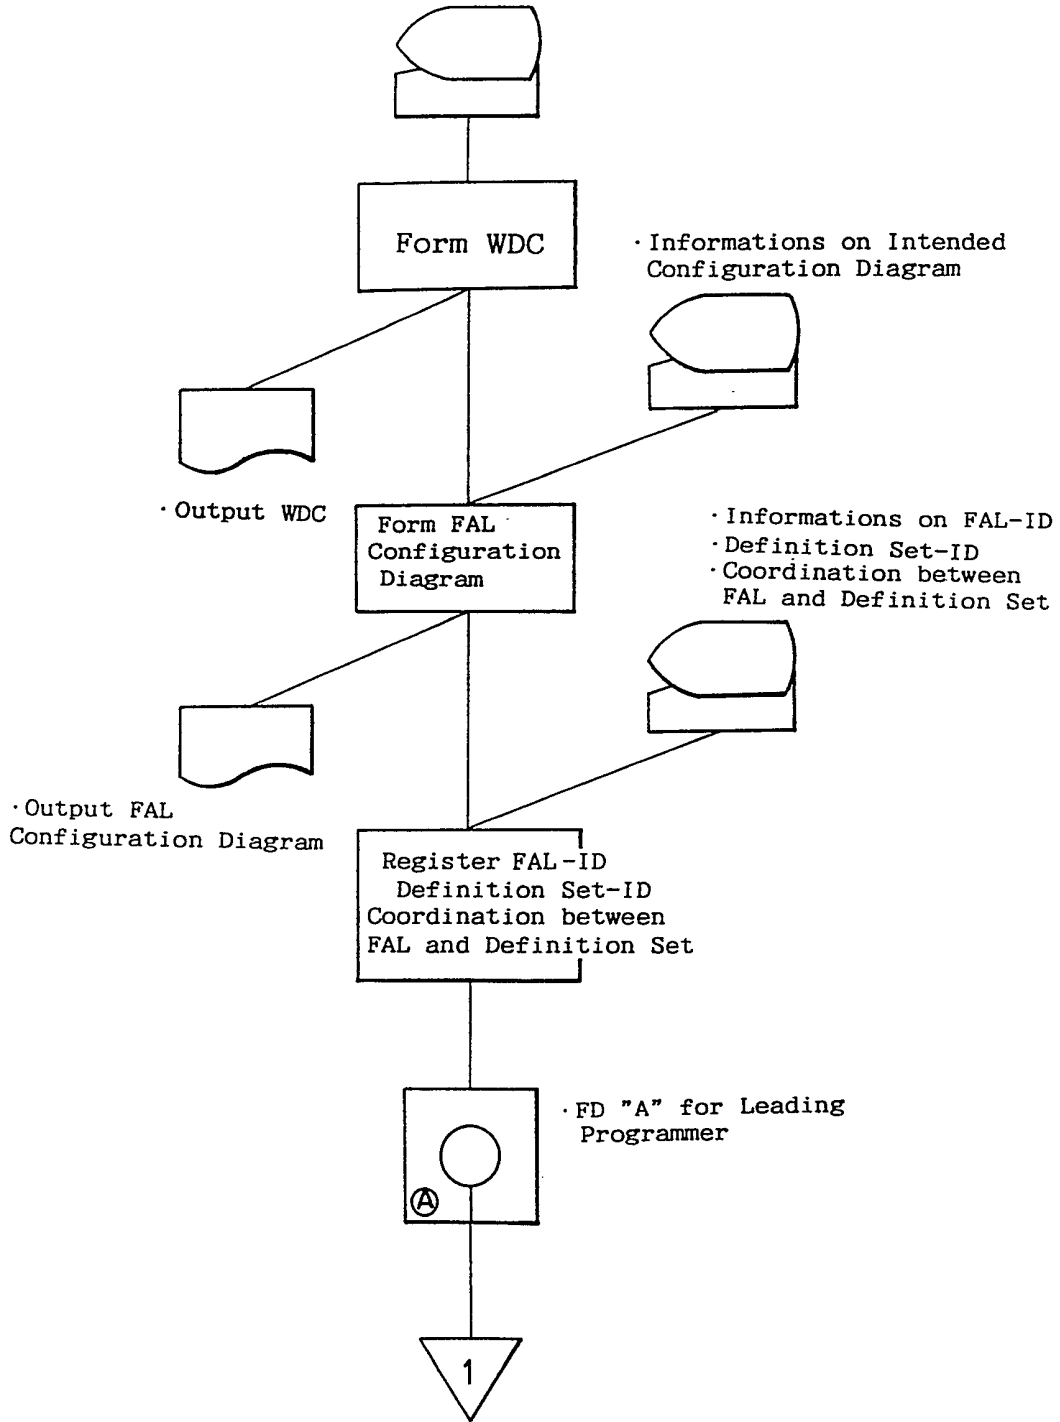 Form WDC
· Informations on Intended
Configuration Diagram
· Output WDC
Form FAL
Configuration
Diagram
· Informations on FAL-ID
· Definition Set-ID
· Coordination between
FAL and Definition Set
· Output FAL
Configuration Diagram
Register FAL-ID
Definition Set-ID
Coordination between
FAL and Definition Set
· FD "A" for Leading
Programmer
A
1